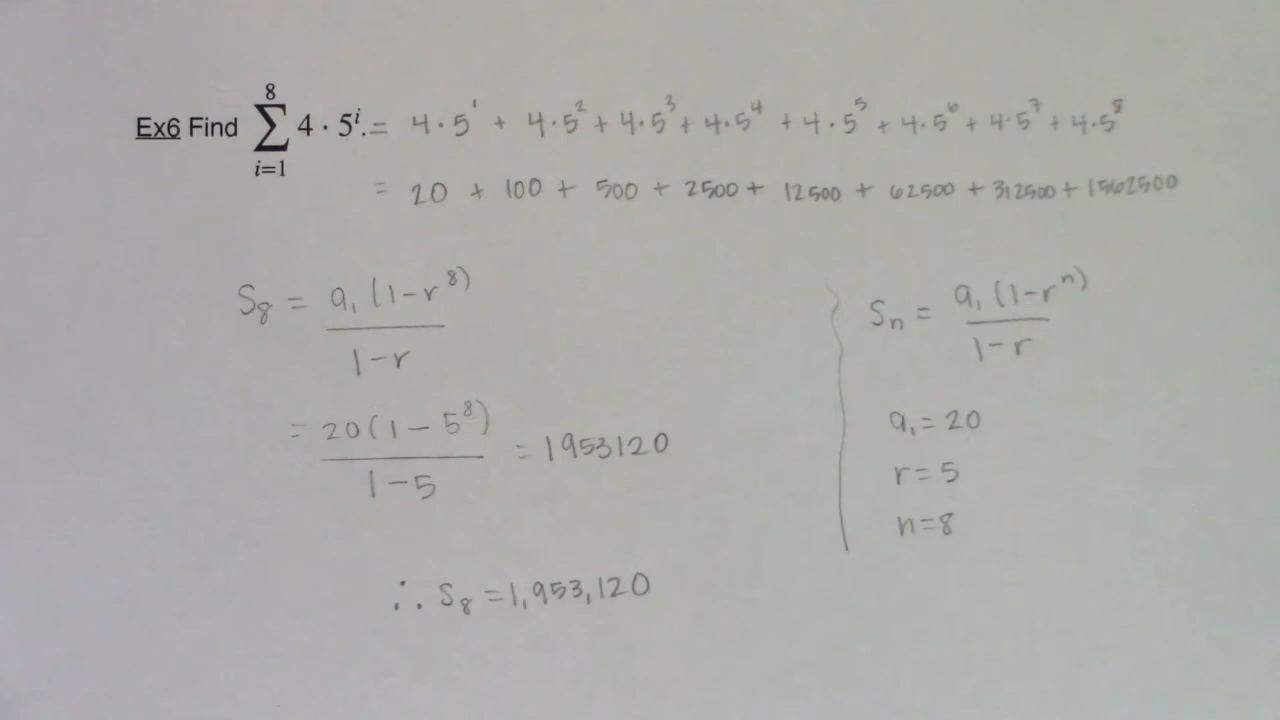 Ex6 Find ∑_{i=1}^{8} 4 · 5^i. = 4·5^1 + 4·5^2 + 4·5^3 + 4·5^4 + 4·5^5 + 4·5^6 + 4·5^7 + 4·5^8
= 20 + 100 + 500 + 2500 + 12500 + 62500 + 312500 + 1562500
S_8 = a_1(1-r^8) / (1-r)
= 20(1-5^8) / (1-5) = 1953120
∴ S_8 = 1,953,120
S_n = a_1(1-r^n) / (1-r)
a_1 = 20
r = 5
n = 8